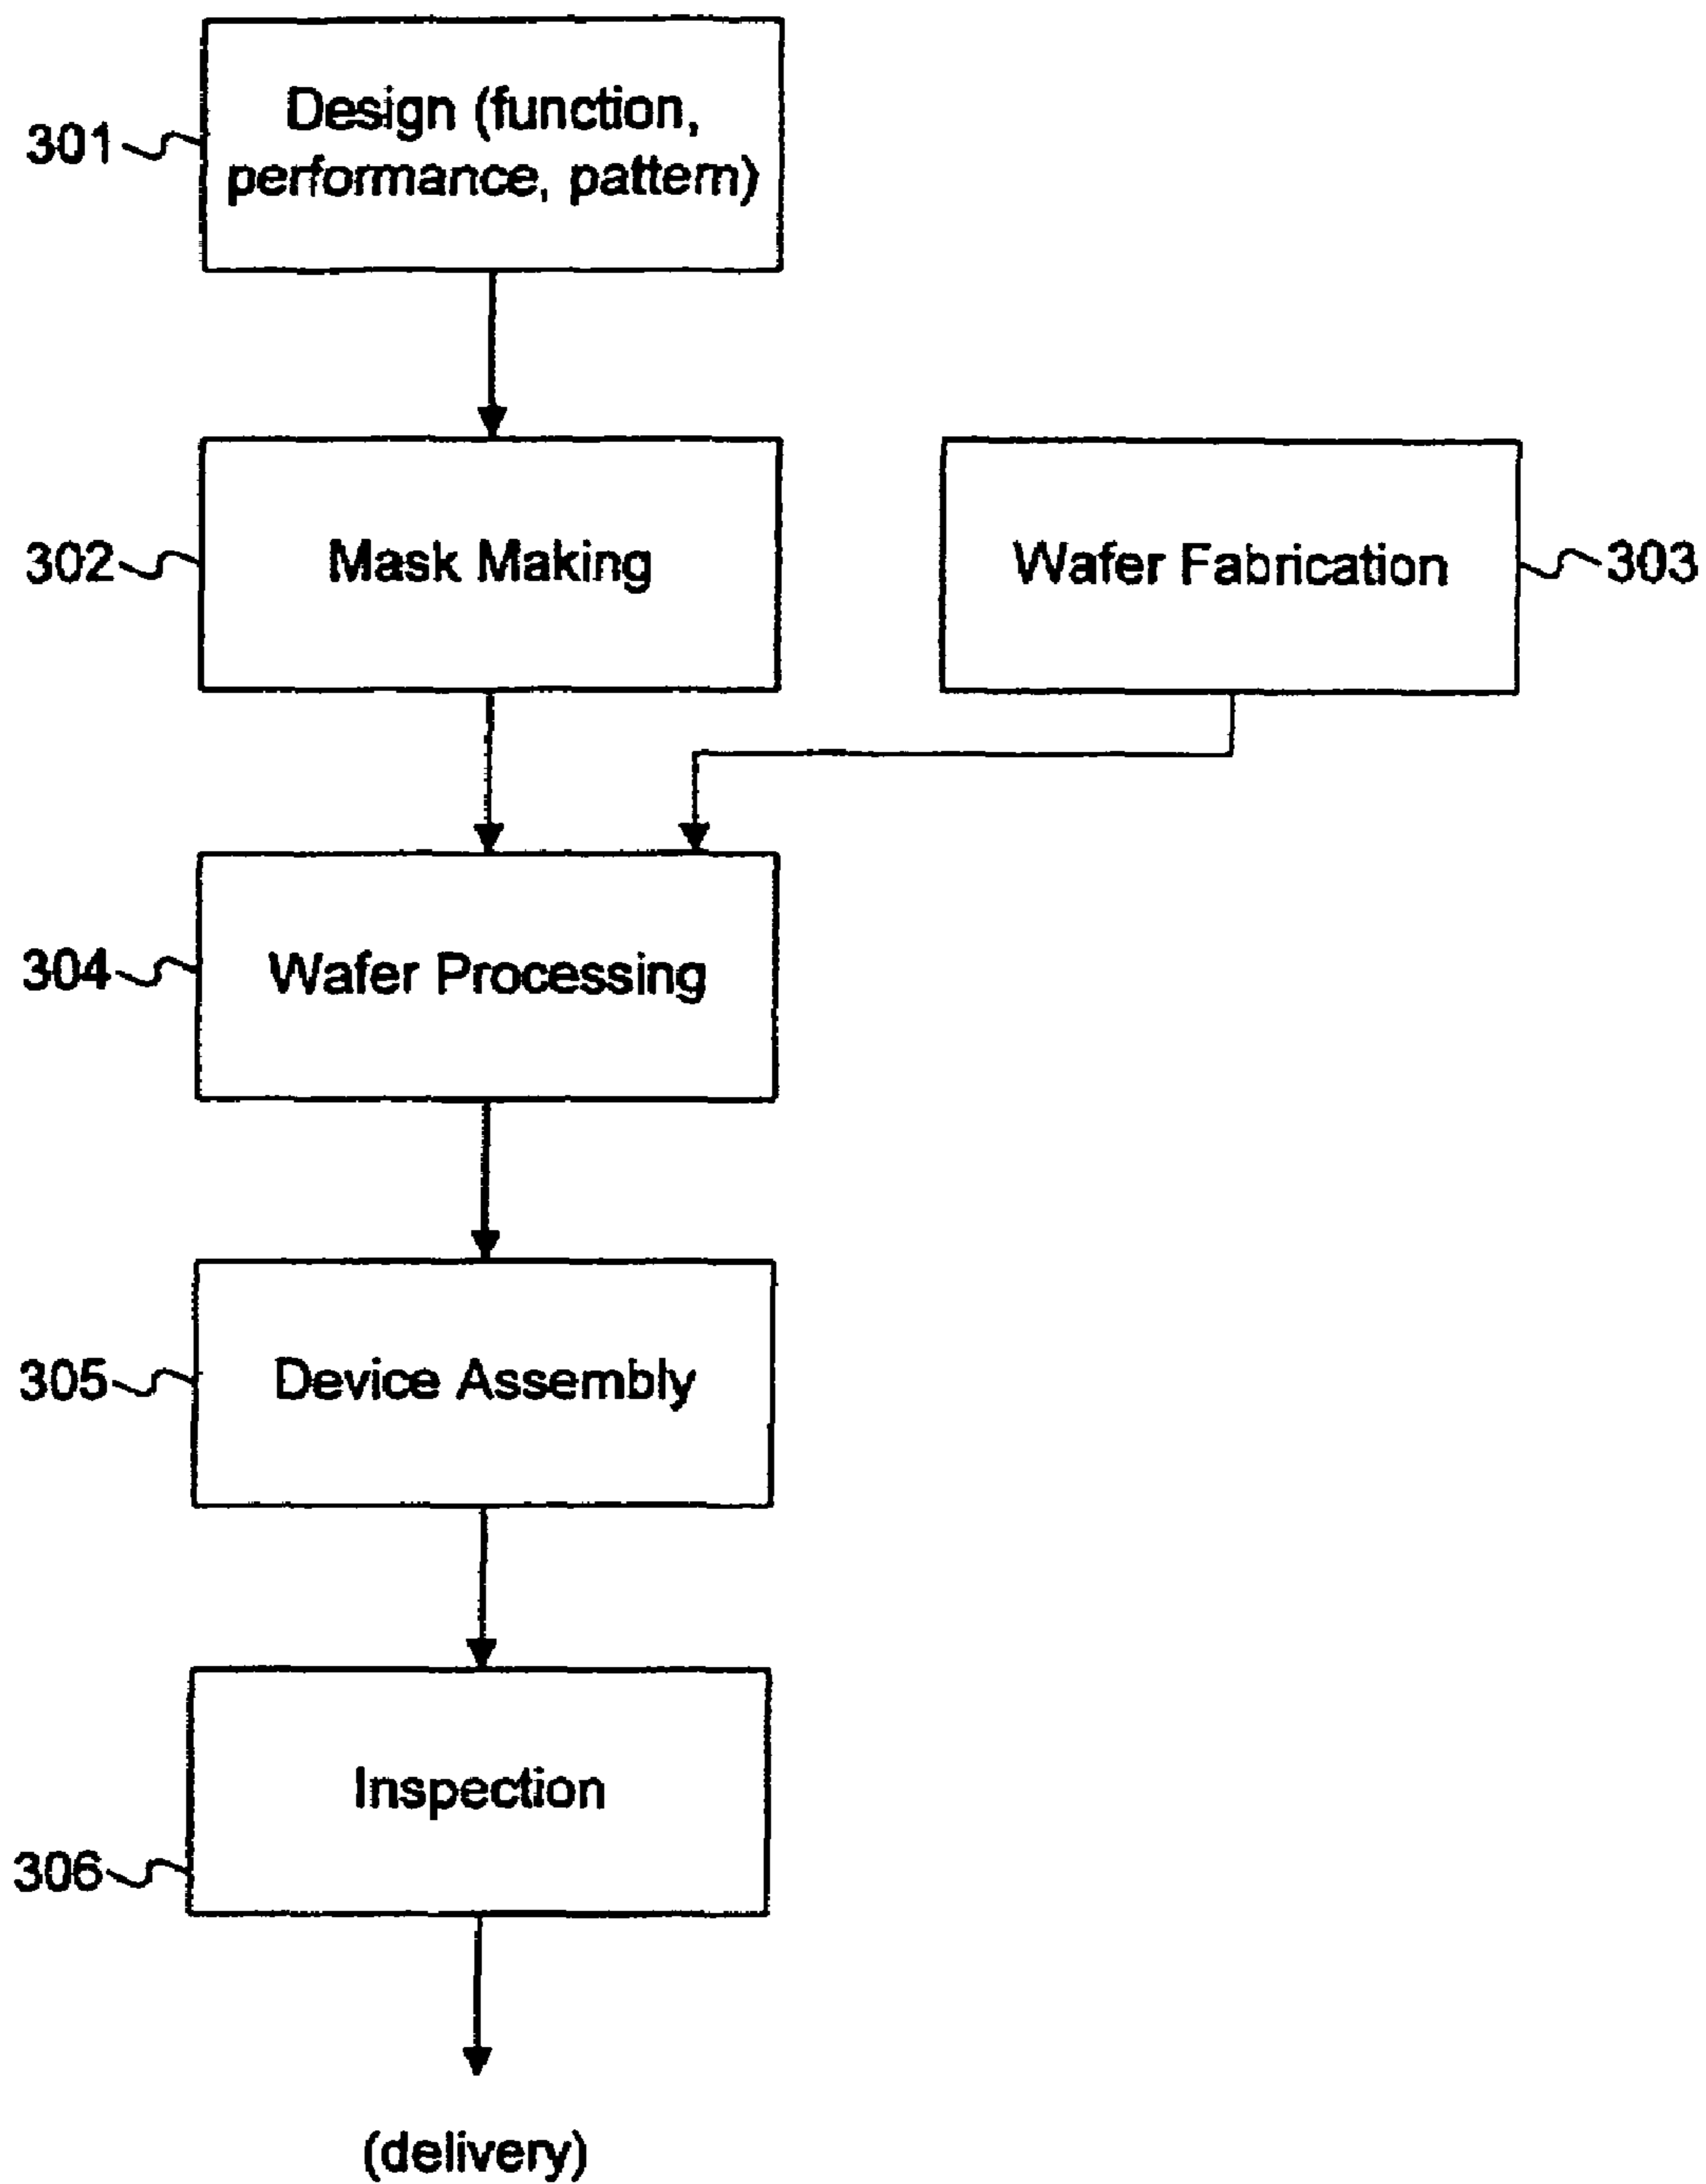 301
Design (function,
performance, pattern)
302
Mask Making
Wafer Fabrication
303
304
Wafer Processing
305
Device Assembly
Inspection
306
(delivery)